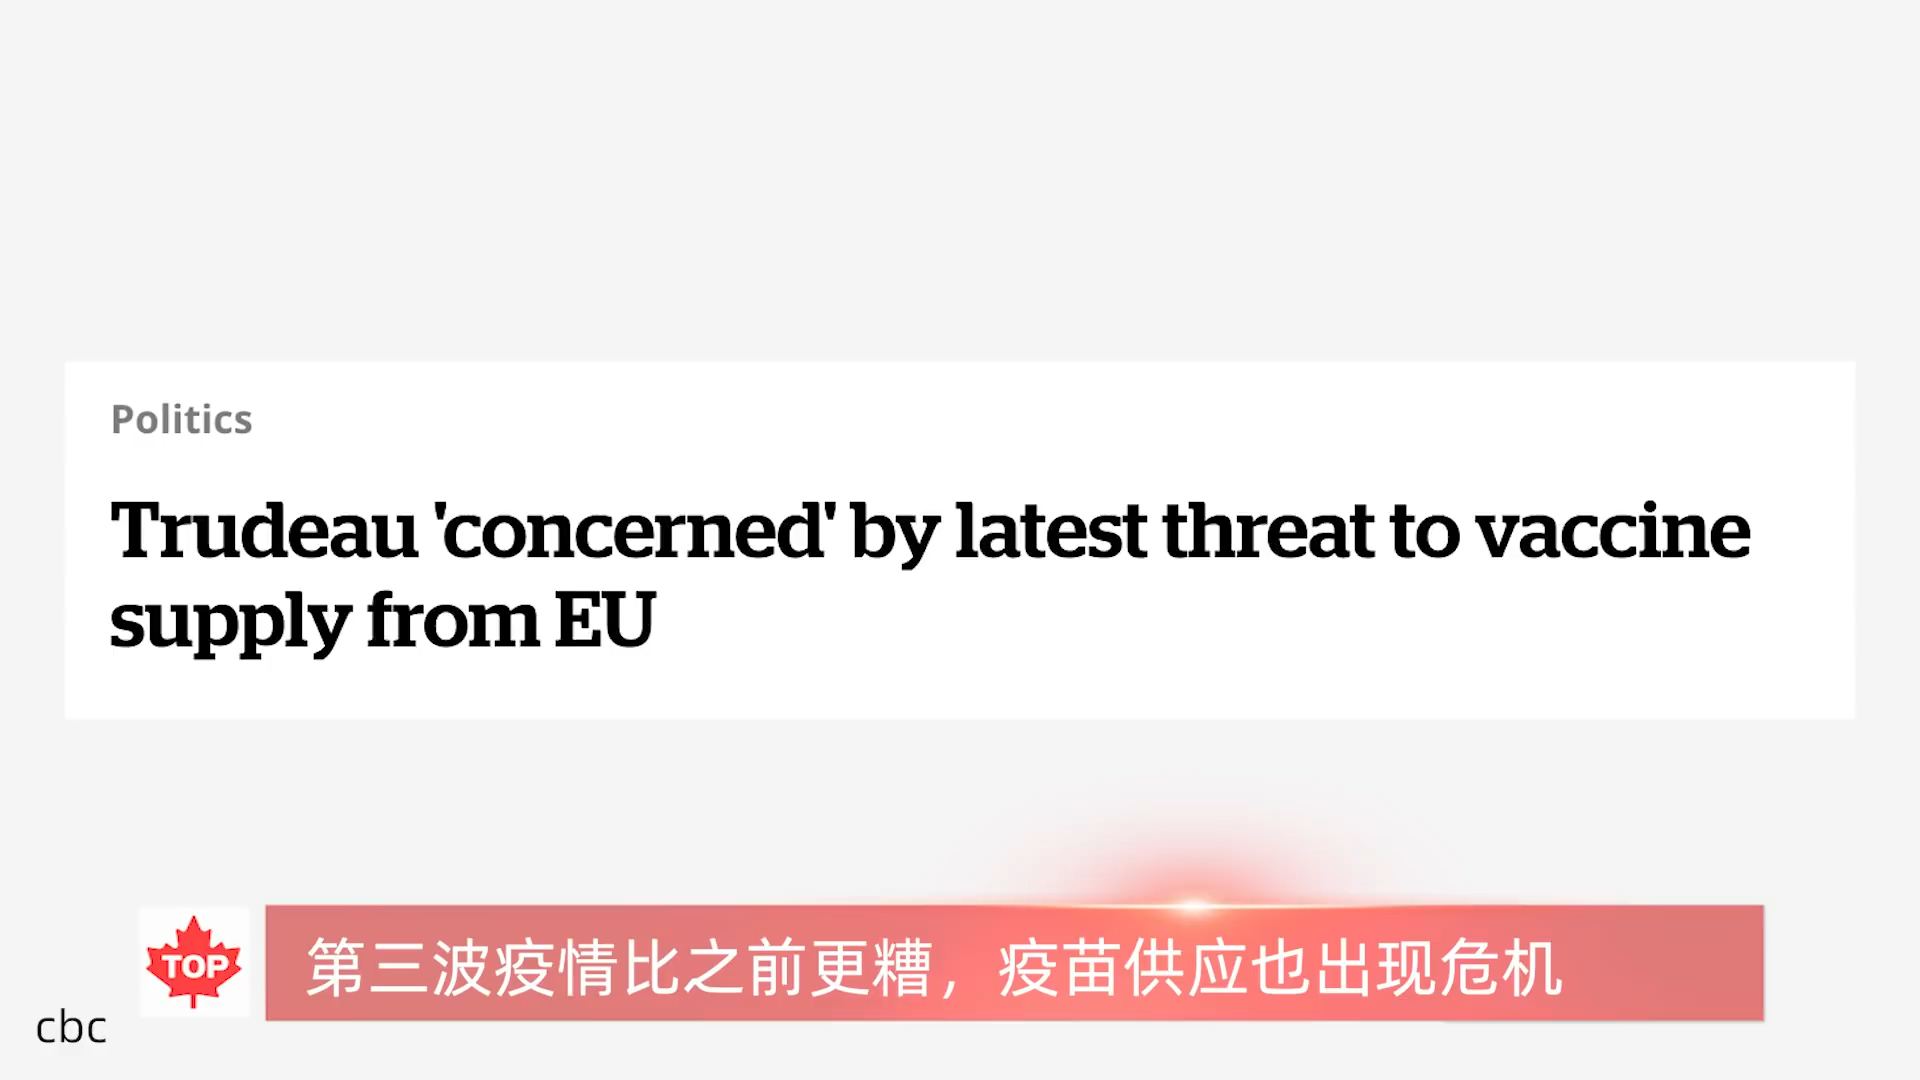 Politics
Trudeau 'concerned' by latest threat to vaccine
supply from EU
TOP
第三波疫情比之前更糟，疫苗供应也出现危机
cbc